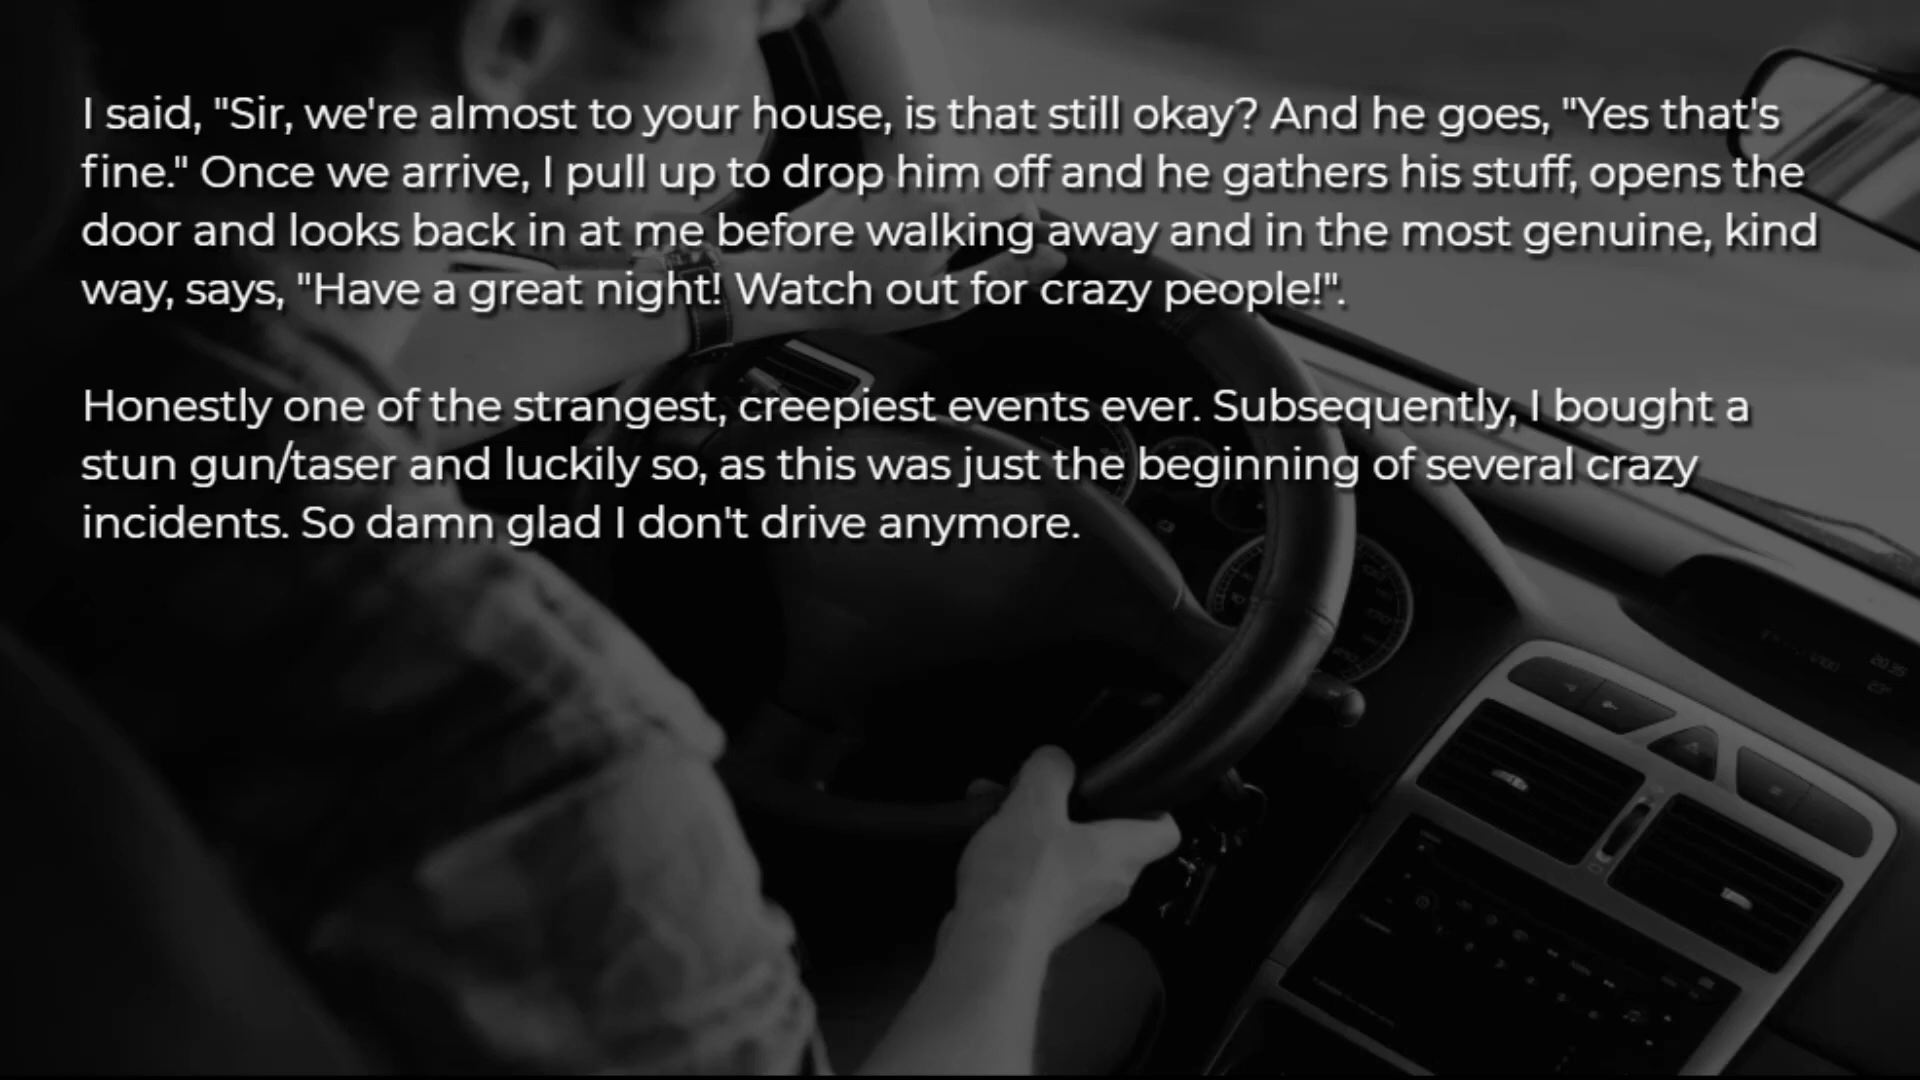 I said, "Sir, we're almost to your house, is that still okay? And he goes, "Yes that's
fine." Once we arrive, I pull up to drop him off and he gathers his stuff, opens the
door and looks back in at me before walking away and in the most genuine, kind
way, says, "Have a great night! Watch out for crazy people!".
Honestly one of the strangest, creepiest events ever. Subsequently, I bought a
stun gun/taser and luckily so, as this was just the beginning of several crazy
incidents. So damn glad I don't drive anymore.